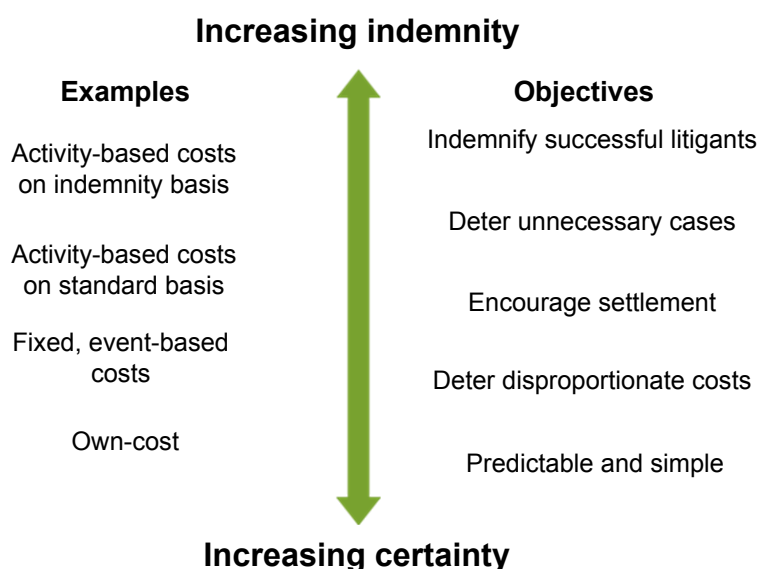 Increasing indemnity
Examples
Activity-based costs
on indemnity basis
Activity-based costs
on standard basis
Fixed, event-based
costs
Own-cost
Objectives
Indemnify successful litigants
Deter unnecessary cases
Encourage settlement
Deter disproportionate costs
Predictable and simple
Increasing certainty